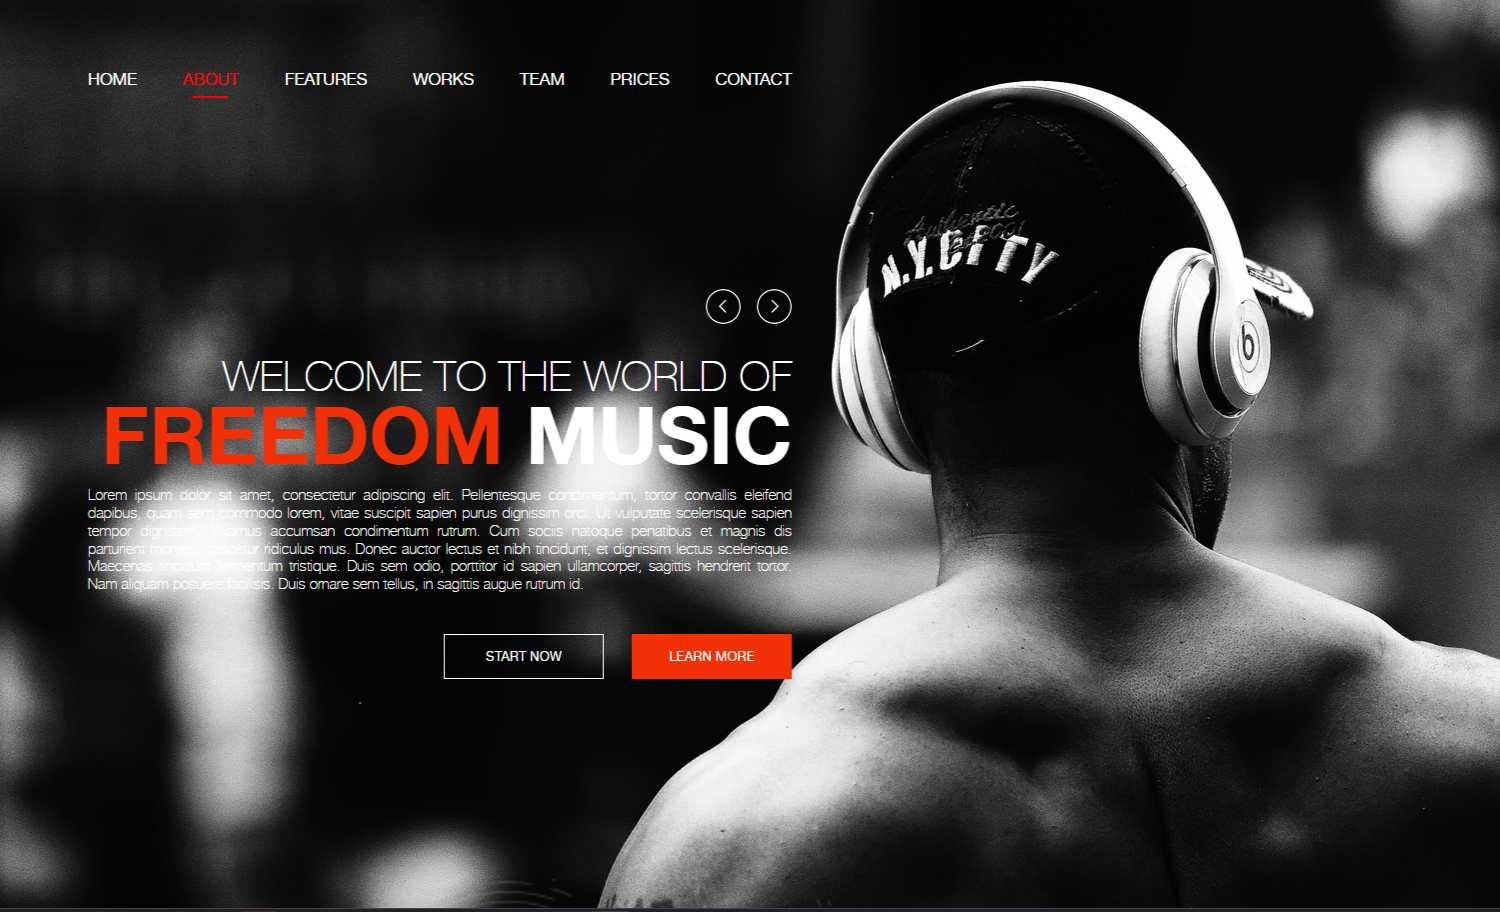 HOME ABOUT FEATURES WORKS TEAM PRICES CONTACT
Authentic
2001
N.Y.CITY
b
WELCOME TO THE WORLD OF
FREEDOM MUSIC
Lorem ipsum dolor sit amet, consectetur adipiscing elit. Pellentesque condimentum, tortor convallis eleifend
dapibus, quam sem commodo lorem, vitae suscipit sapien purus dignissim orci. Ut vulputate scelerisque sapien
tempor dignissim. Vivamus accumsan condimentum rutrum. Cum sociis natoque penatibus et magnis dis
parturient montes, nascetur ridiculus mus. Donec auctor lectus et nibh tincidunt, et dignissim lectus scelerisque.
Maecenas tincidunt fermentum tristique. Duis sem odio, porttitor id sapien ullamcorper, sagittis hendrerit tortor.
Nam aliquam posuere facilisis. Duis ornare sem tellus, in sagittis augue rutrum id.
START NOW LEARN MORE